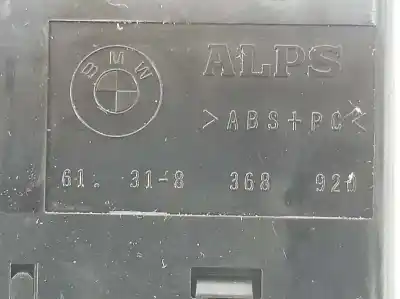 BMW
ALPS
>ABS+PC<
61. 31-8 368 920